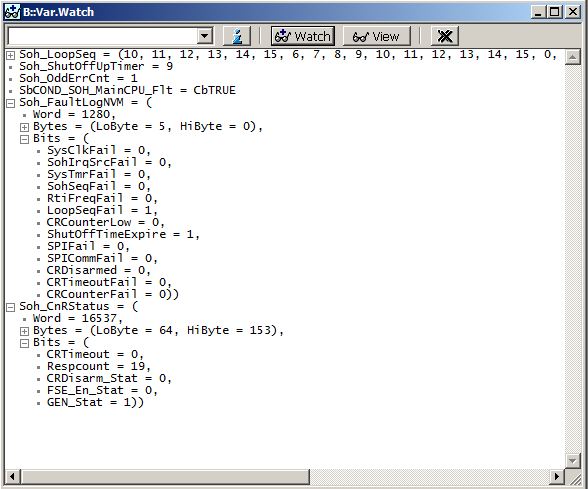 B::Var.Watch
i Watch View
Soh_LoopSeq = (10, 11, 12, 13, 14, 15, 6, 7, 8, 9, 10, 11, 12, 13, 14, 15, 0,
Soh_ShutOffUpTimer = 9
Soh_OddErrCnt = 1
SbCOND_SOH_MainCPU_Flt = CbTRUE
Soh_FaultLogNVM = (
Word = 1280,
Bytes = (LoByte = 5, HiByte = 0),
Bits = (
SysClkFail = 0,
SohIrqSrcFail = 0,
SysTmrFail = 0,
SohSeqFail = 0,
RtiFreqFail = 0,
LoopSeqFail = 1,
CRCounterLow = 0,
ShutOffTimeExpire = 1,
SPIFail = 0,
SPICommFail = 0,
CRDisarmed = 0,
CRTimeoutFail = 0,
CRCounterFail = 0))
Soh_CnRStatus = (
Word = 16537,
Bytes = (LoByte = 64, HiByte = 153),
Bits = (
CRTimeout = 0,
Respcount = 19,
CRDisarm_Stat = 0,
FSE_En_Stat = 0,
GEN_Stat = 1))